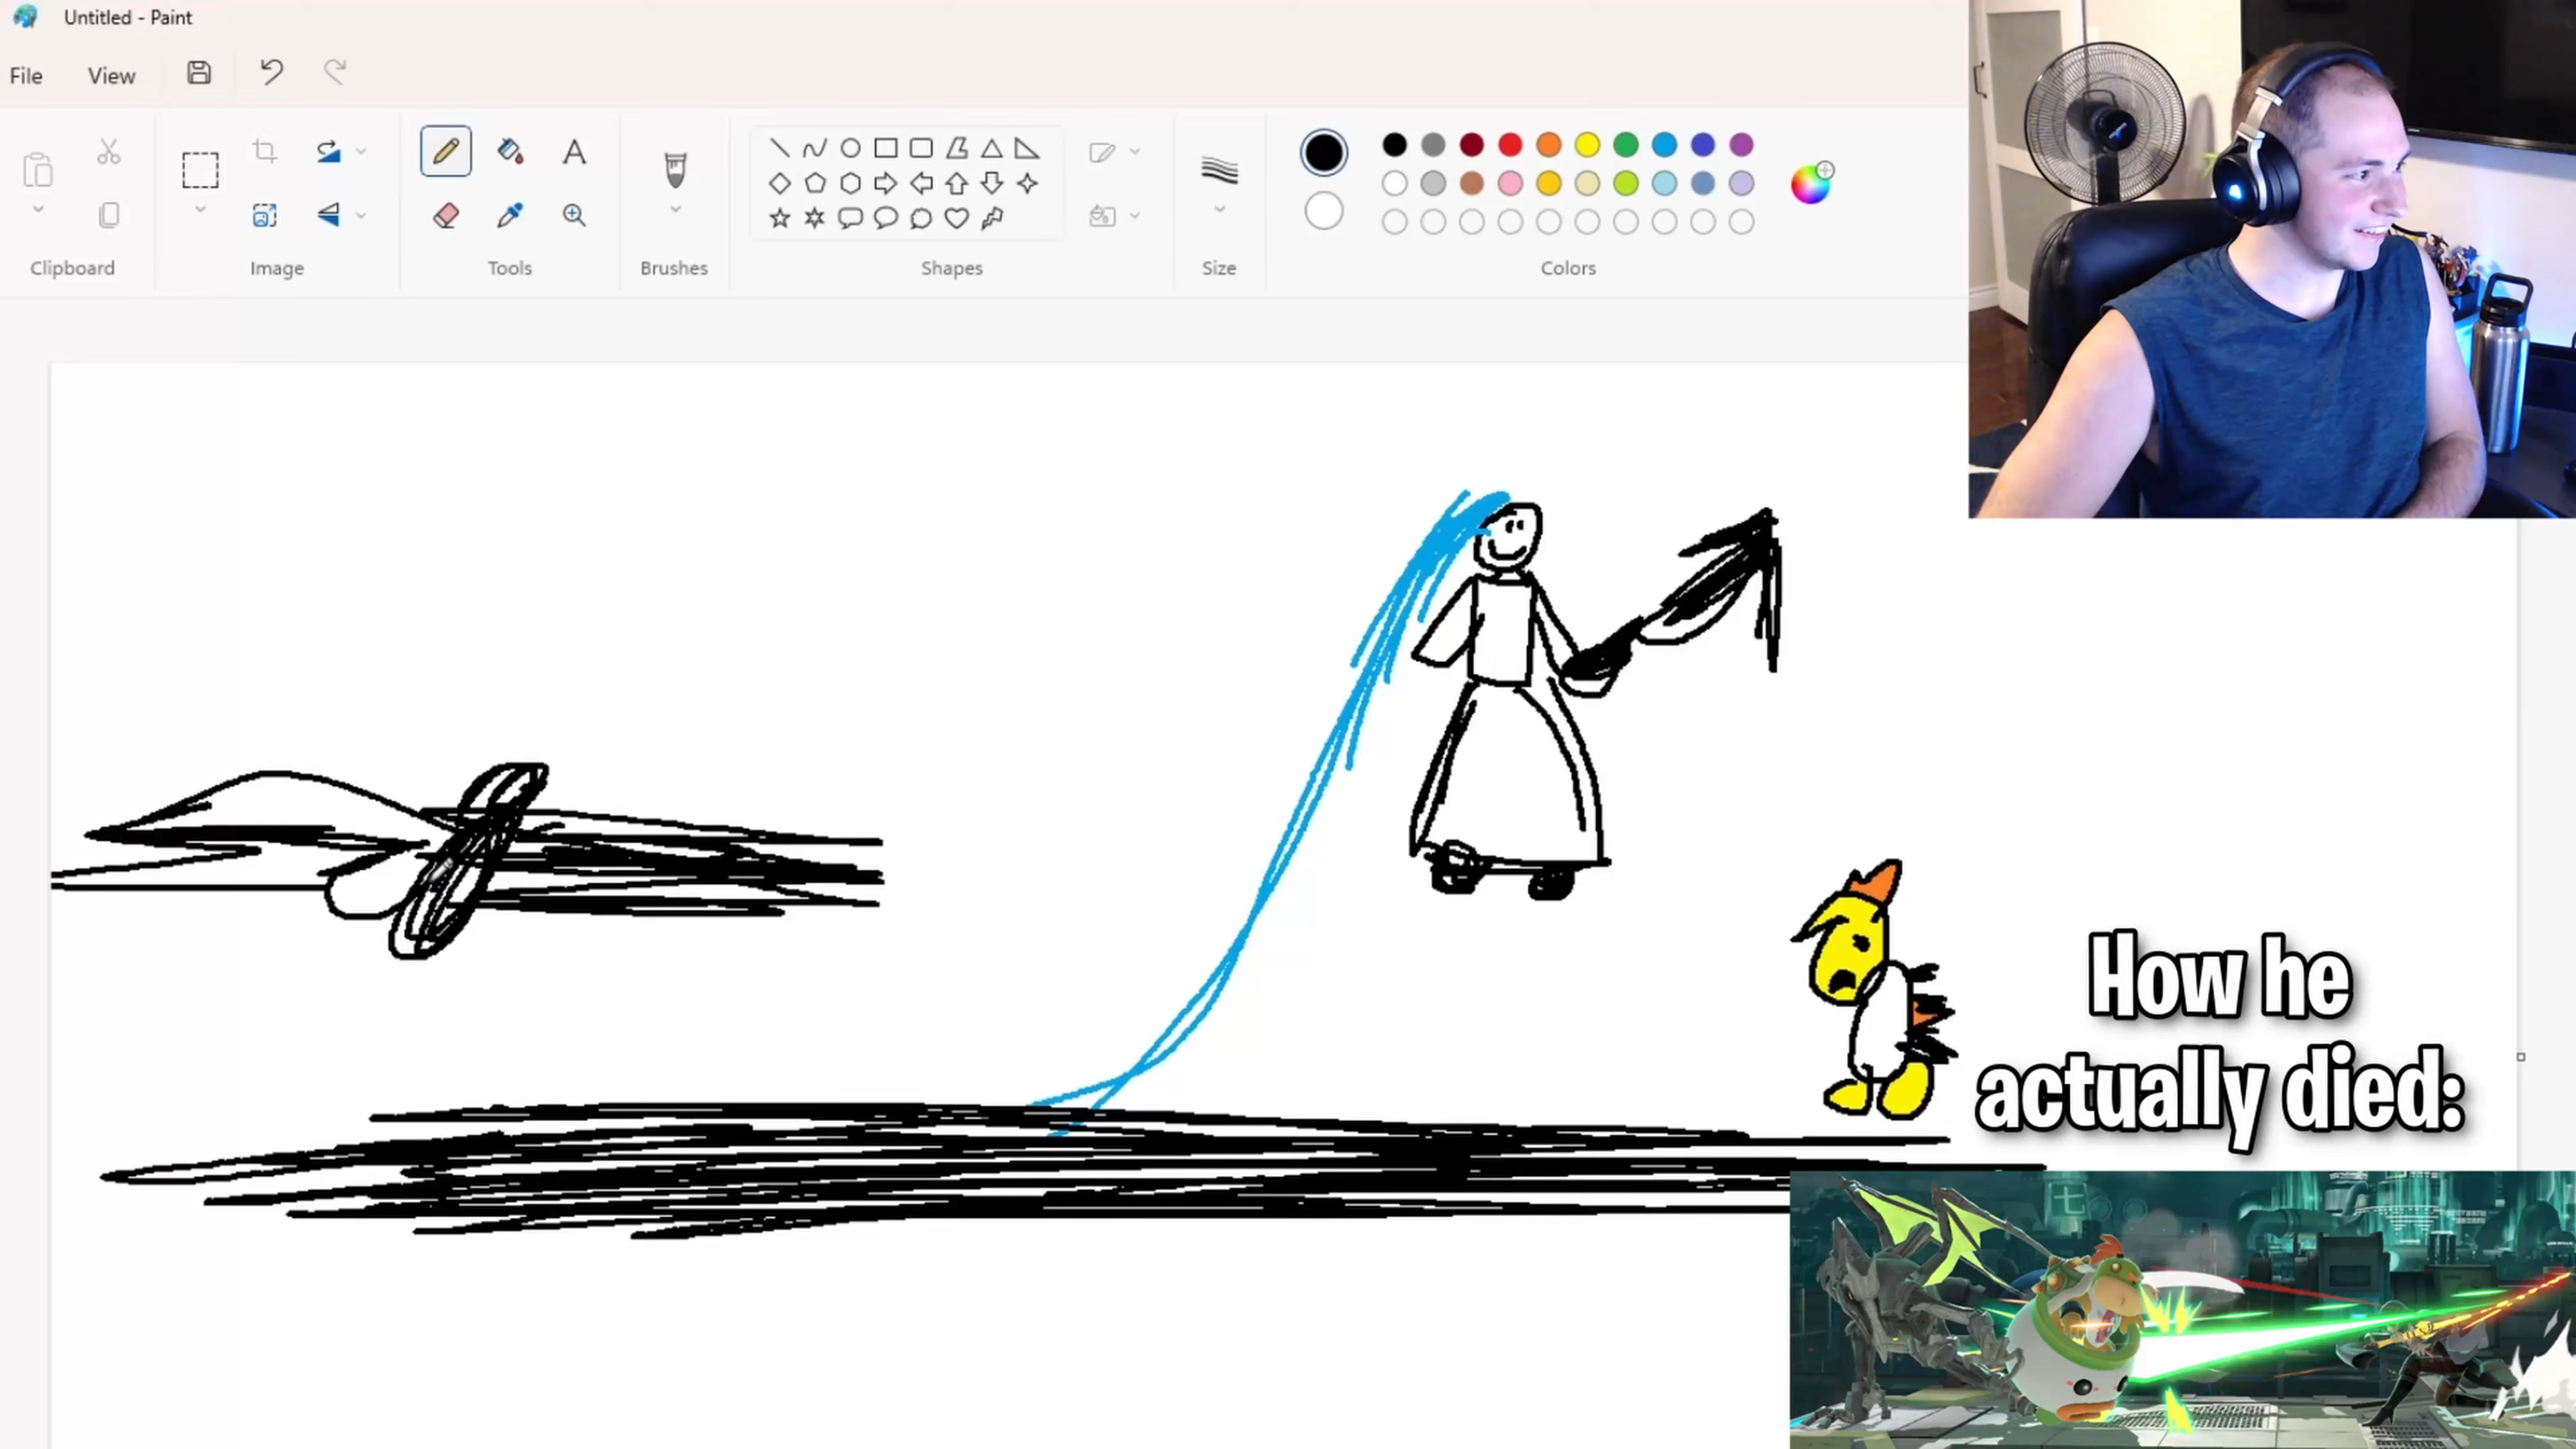 Untitled - Paint
File View
Clipboard Image Tools Brushes Shapes Size Colors
How he
actually died: